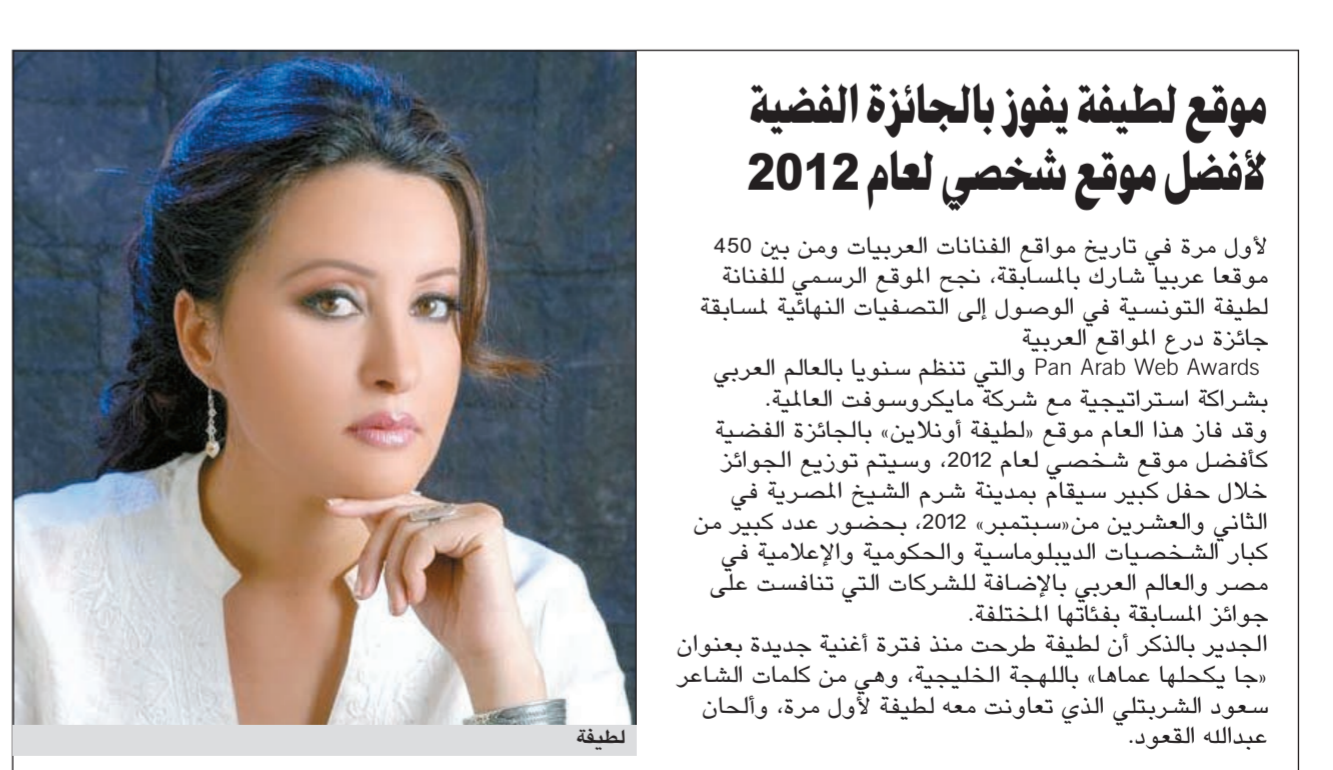 موقع لطيفة يفوز بالجائزة الفضية
لأفضل موقع شخصي لعام 2012
لأول مرة في تاريخ مواقع الفنانات العربيات ومن بين 450
موقعا عربيا شارك بالمسابقة، نجح الموقع الرسمي للفنانة
لطيفة التونسية في الوصول إلى التصفيات النهائية لمسابقة
جائزة درع المواقع العربية
Pan Arab Web Awards والتي تنظم سنويا بالعالم العربي
بشراكة استراتيجية مع شركة مايكروسوفت العالمية.
وقد فاز هذا العام موقع «لطيفة أونلاين» بالجائزة الفضية
كأفضل موقع شخصي لعام 2012، وسيتم توزيع الجوائز
خلال حفل كبير سيقام بمدينة شرم الشيخ المصرية في
الثاني والعشرين من«سبتمبر» 2012، بحضور عدد كبير من
كبار الشخصيات الديبلوماسية والحكومية والإعلامية في
مصر والعالم العربي بالإضافة للشركات التي تنافست على
جوائز المسابقة بفئاتها المختلفة.
الجدير بالذكر أن لطيفة طرحت منذ فترة أغنية جديدة بعنوان
«جا يكحلها عماها» باللهجة الخليجية، وهي من كلمات الشاعر
سعود الشربتلي الذي تعاونت معه لطيفة لأول مرة، وألحان
عبدالله القعود.
لطيفة